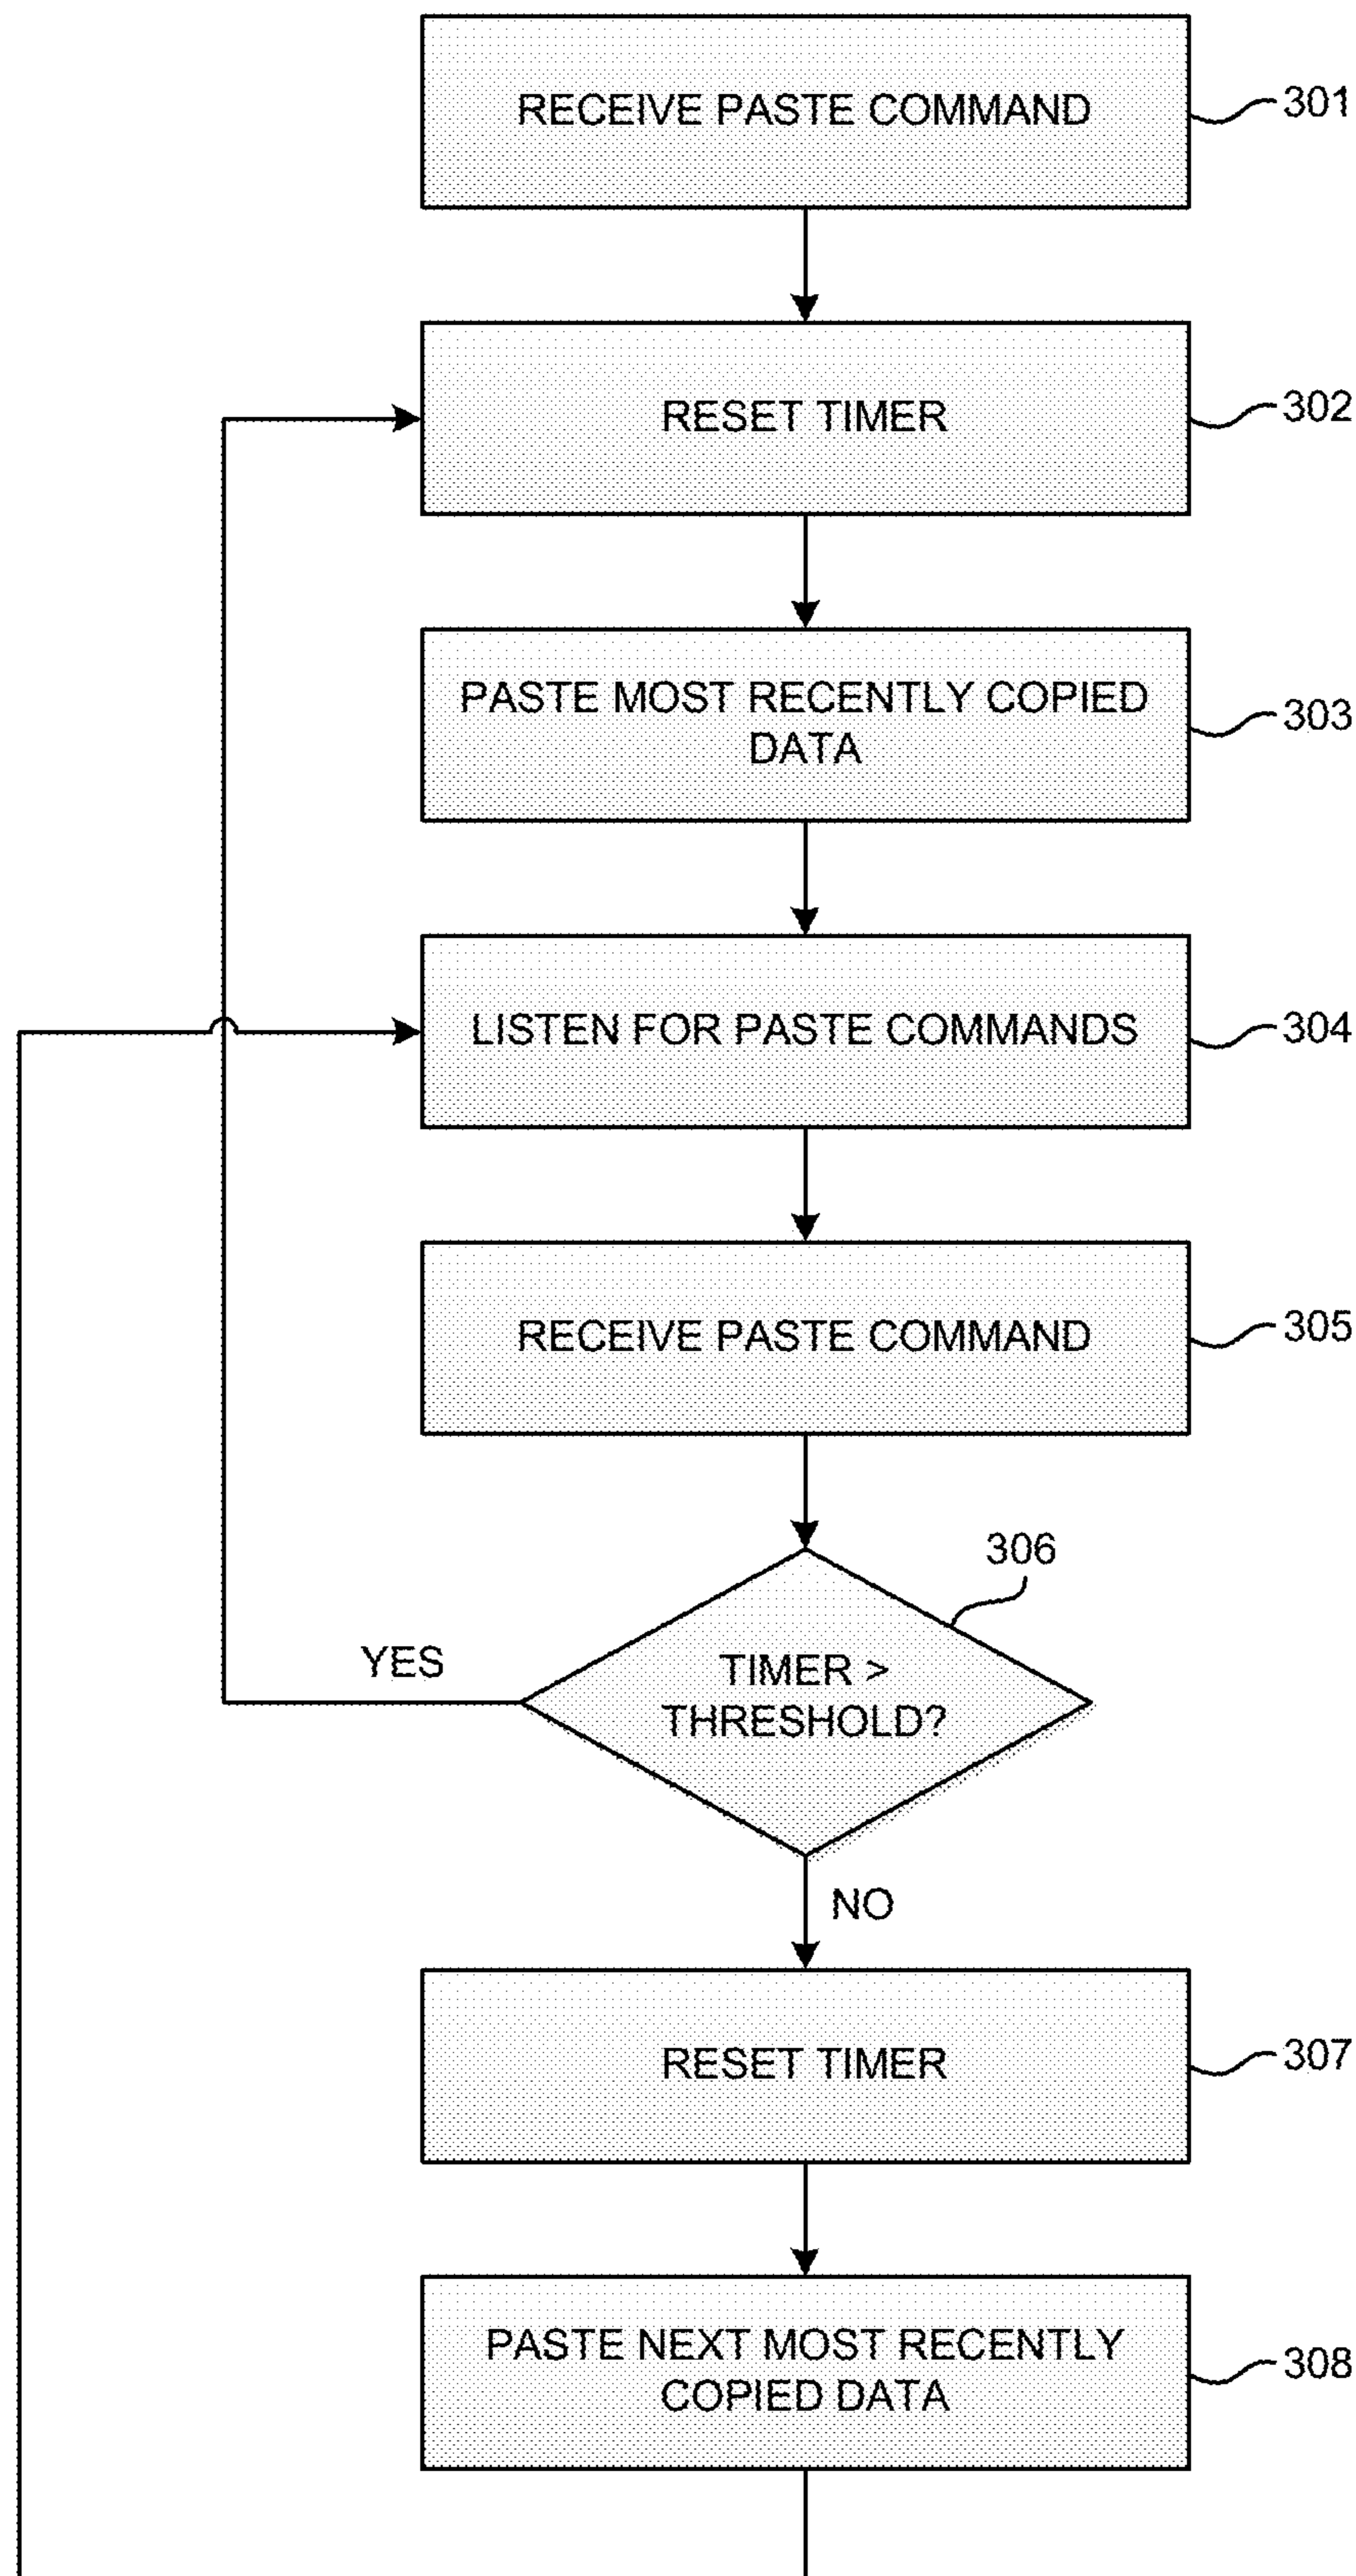 RECEIVE PASTE COMMAND
301
RESET TIMER
302
PASTE MOST RECENTLY COPIED
DATA
303
LISTEN FOR PASTE COMMANDS
304
RECEIVE PASTE COMMAND
305
306
TIMER >
THRESHOLD?
YES
NO
RESET TIMER
307
PASTE NEXT MOST RECENTLY
COPIED DATA
308